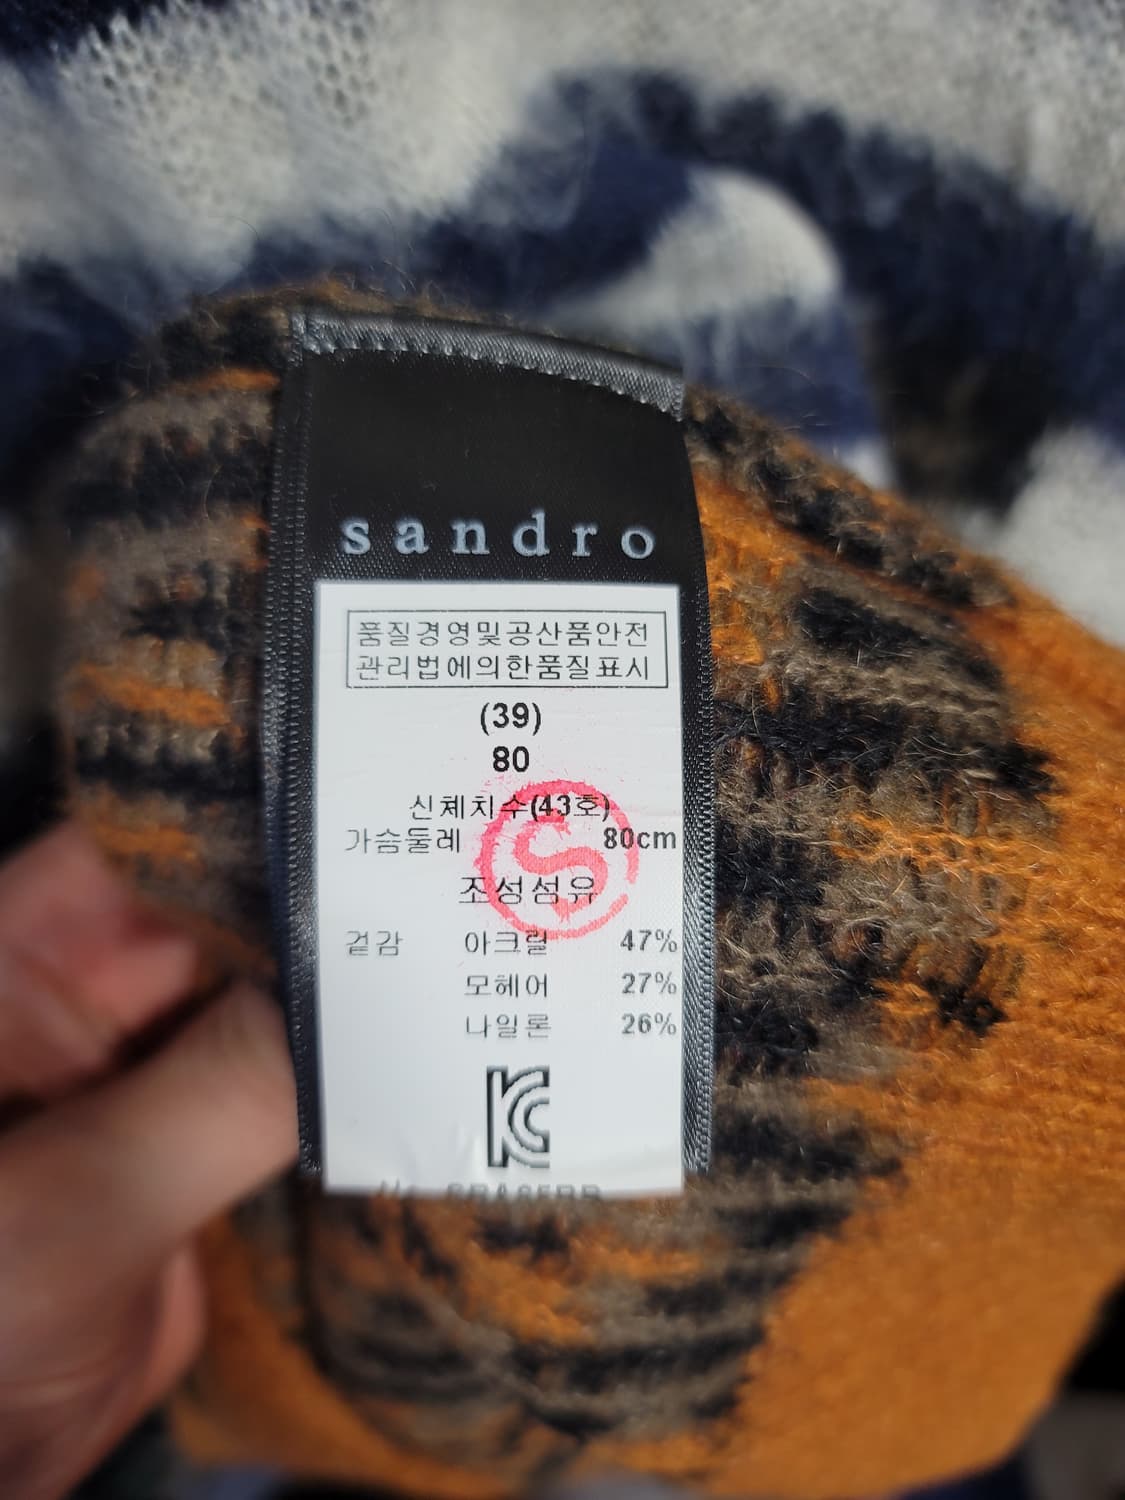 sandro
품질경영및공산품안전
관리법에의한품질표시
(39)
80
신체치수(43호)
가슴둘레 80cm
조성섬유
겉감 아크릴 47%
모헤어 27%
나일론 26%
KC